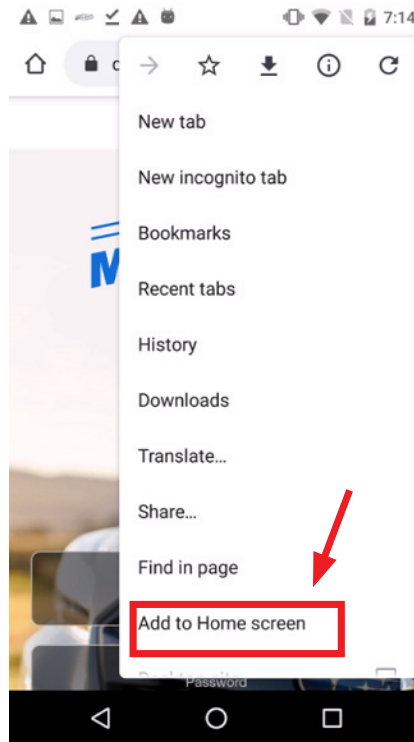 7:14
New tab
New incognito tab
Bookmarks
Recent tabs
History
Downloads
Translate...
Share...
Find in page
Add to Home screen
Password